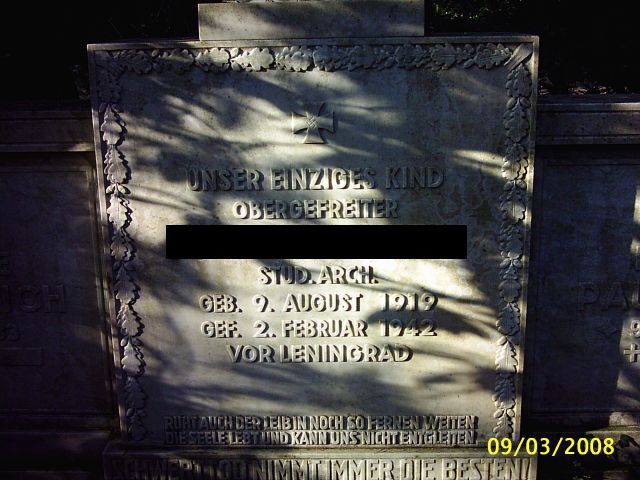 UNSER EINZIGES KIND
OBERGEFREITER
STUD. ARCH.
GEB. 9. AUGUST 1919
GEF. 2. FEBRUAR 1942
VOR LENINGRAD
RUHT AUCH DER LEIB IN NOCH SO FERNEN WEITEN
DIE SEELE LEBT UND KANN UNS NICHT ENTGLEITEN.
SCHWERTTOD NIMMT IMMER DIE BESTEN!
09/03/2008